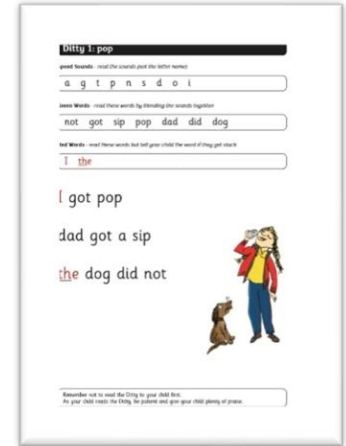 Ditty 1: pop
Speed Sounds - read the sounds (not the letter names)
a g t p n s d o i
Green Words - read these words by blending the sounds together
not got sip pop dad did dog
Red Words - read these words but tell your child the word if they get stuck
I the
I got pop
dad got a sip
the dog did not
Remember not to read the Ditty to your child first.
As your child reads the Ditty, be patient and give your child plenty of praise.